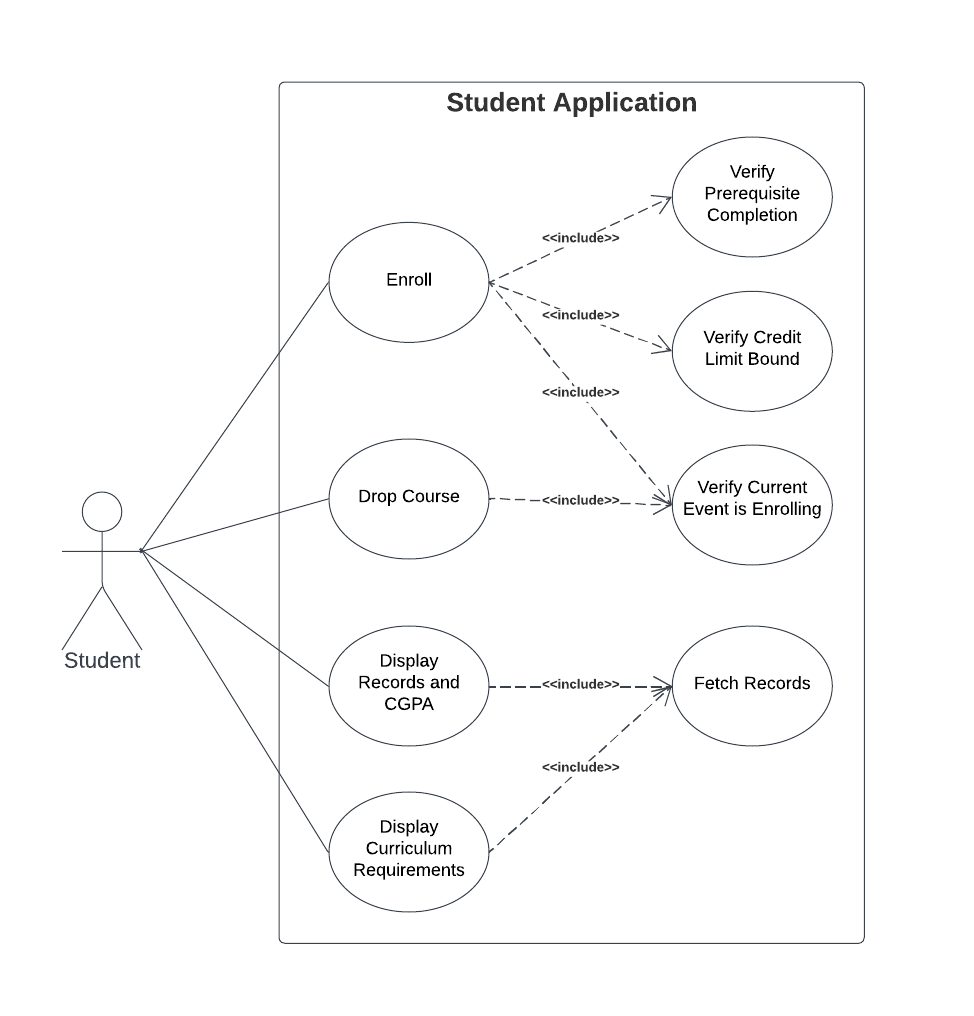 Student Application
Verify
Prerequisite
Completion
<<include>>
Enroll
<<include>>
Verify Credit
Limit Bound
<<include>>
Drop Course
<<include>>
Verify Current
Event is Enrolling
Student
Display
Records and
CGPA
<<include>>
Fetch Records
<<include>>
Display
Curriculum
Requirements